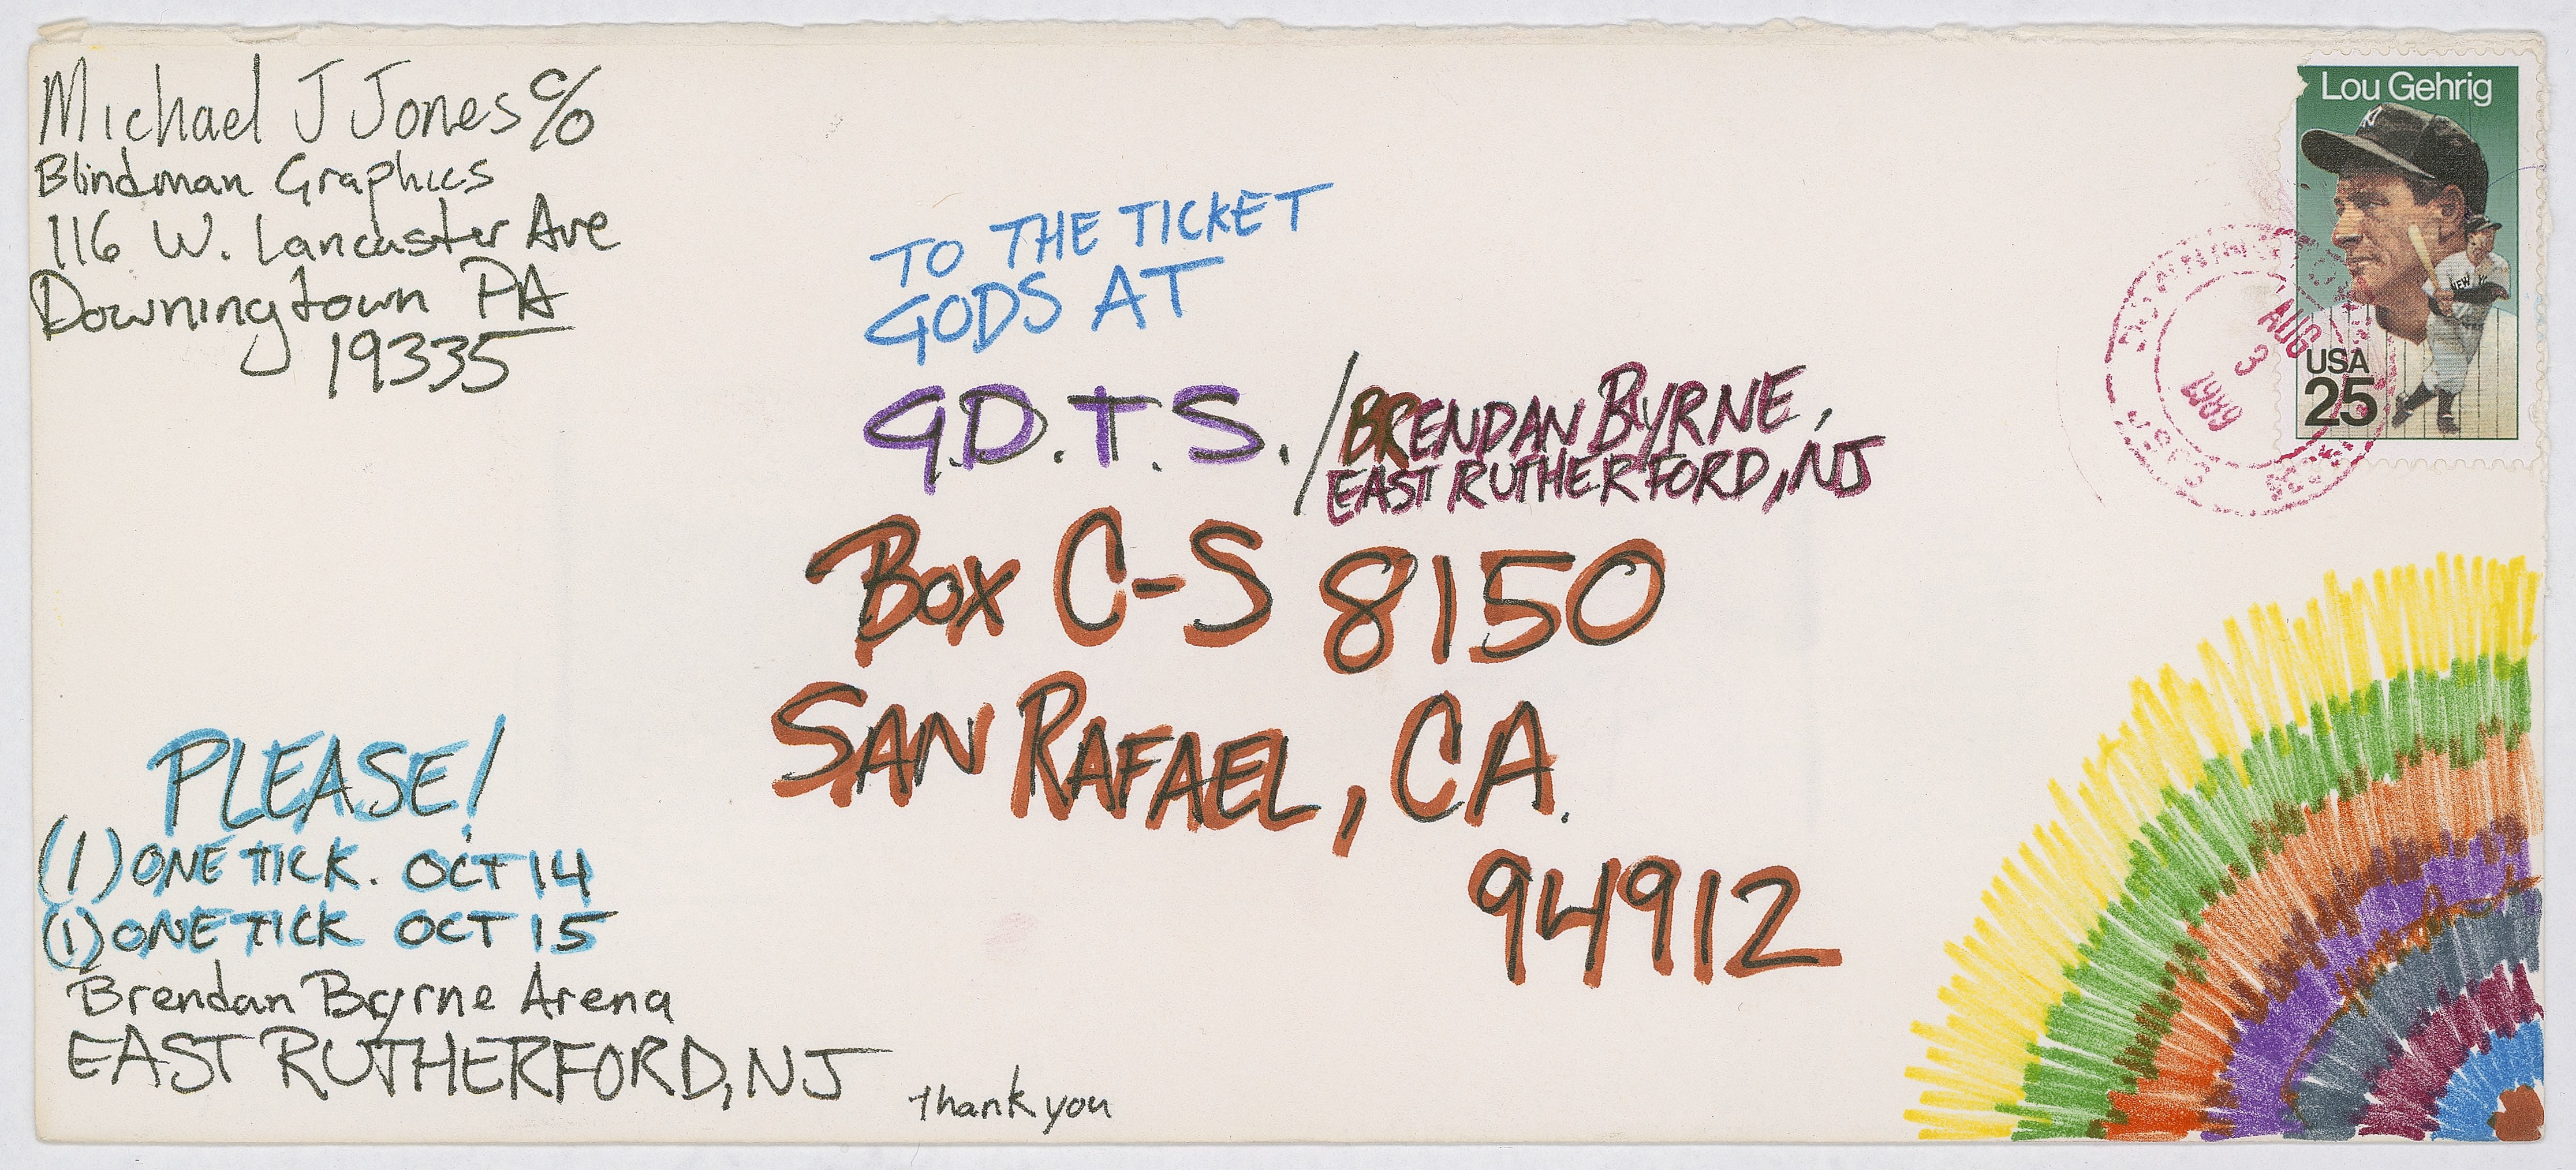 Michael J Jones c/o
Blindman Graphics
116 W. Lancaster Ave
Downingtown PA
19335
Lou Gehrig
USA
25
NEW Y
AUG
3
1989
TO THE TICKET
GODS AT
G.D.T.S. / BRENDAN BYRNE,
EAST RUTHERFORD, NJ
BOX C-S 8150
SAN RAFAEL, CA.
94912
PLEASE!
(1) ONE TICK. OCT 14
(1) ONE TICK OCT 15
Brendan Byrne Arena
EAST RUTHERFORD, NJ
Thank you